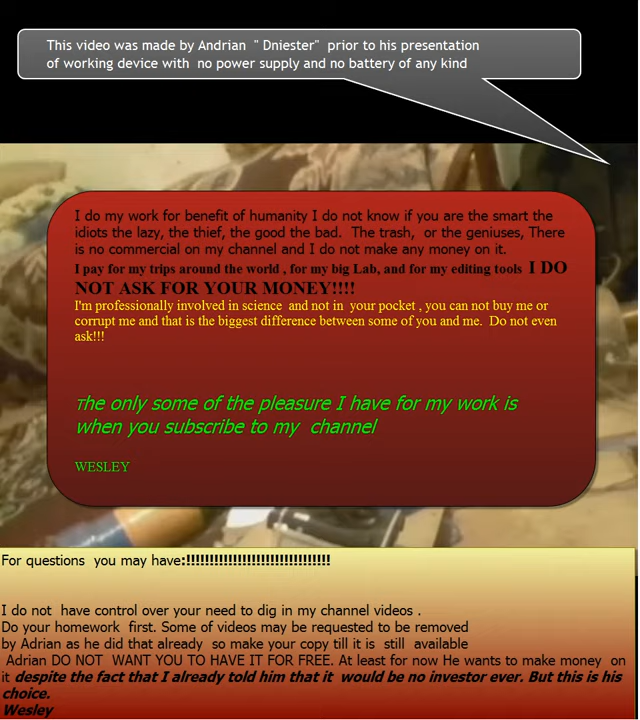 This video was made by Andrian " Dniester" prior to his presentation
of working device with no power supply and no battery of any kind
I do my work for benefit of humanity I do not know if you are the smart the
idiots the lazy, the thief, the good the bad. The trash, or the geniuses, There
is no commercial on my channel and I do not make any money on it.
I pay for my trips around the world , for my big Lab, and for my editing tools I DO
NOT ASK FOR YOUR MONEY!!!!
I'm professionally involved in science and not in your pocket , you can not buy me or
corrupt me and that is the biggest difference between some of you and me. Do not even
ask!!!
The only some of the pleasure I have for my work is
when you subscribe to my channel
WESLEY
For questions you may have:!!!!!!!!!!!!!!!!!!!!!!!!!!!!!!
I do not have control over your need to dig in my channel videos .
Do your homework first. Some of videos may be requested to be removed
by Adrian as he did that already so make your copy till it is still available
Adrian DO NOT WANT YOU TO HAVE IT FOR FREE. At least for now He wants to make money on
it despite the fact that I already told him that it would be no investor ever. But this is his
choice.
Wesley